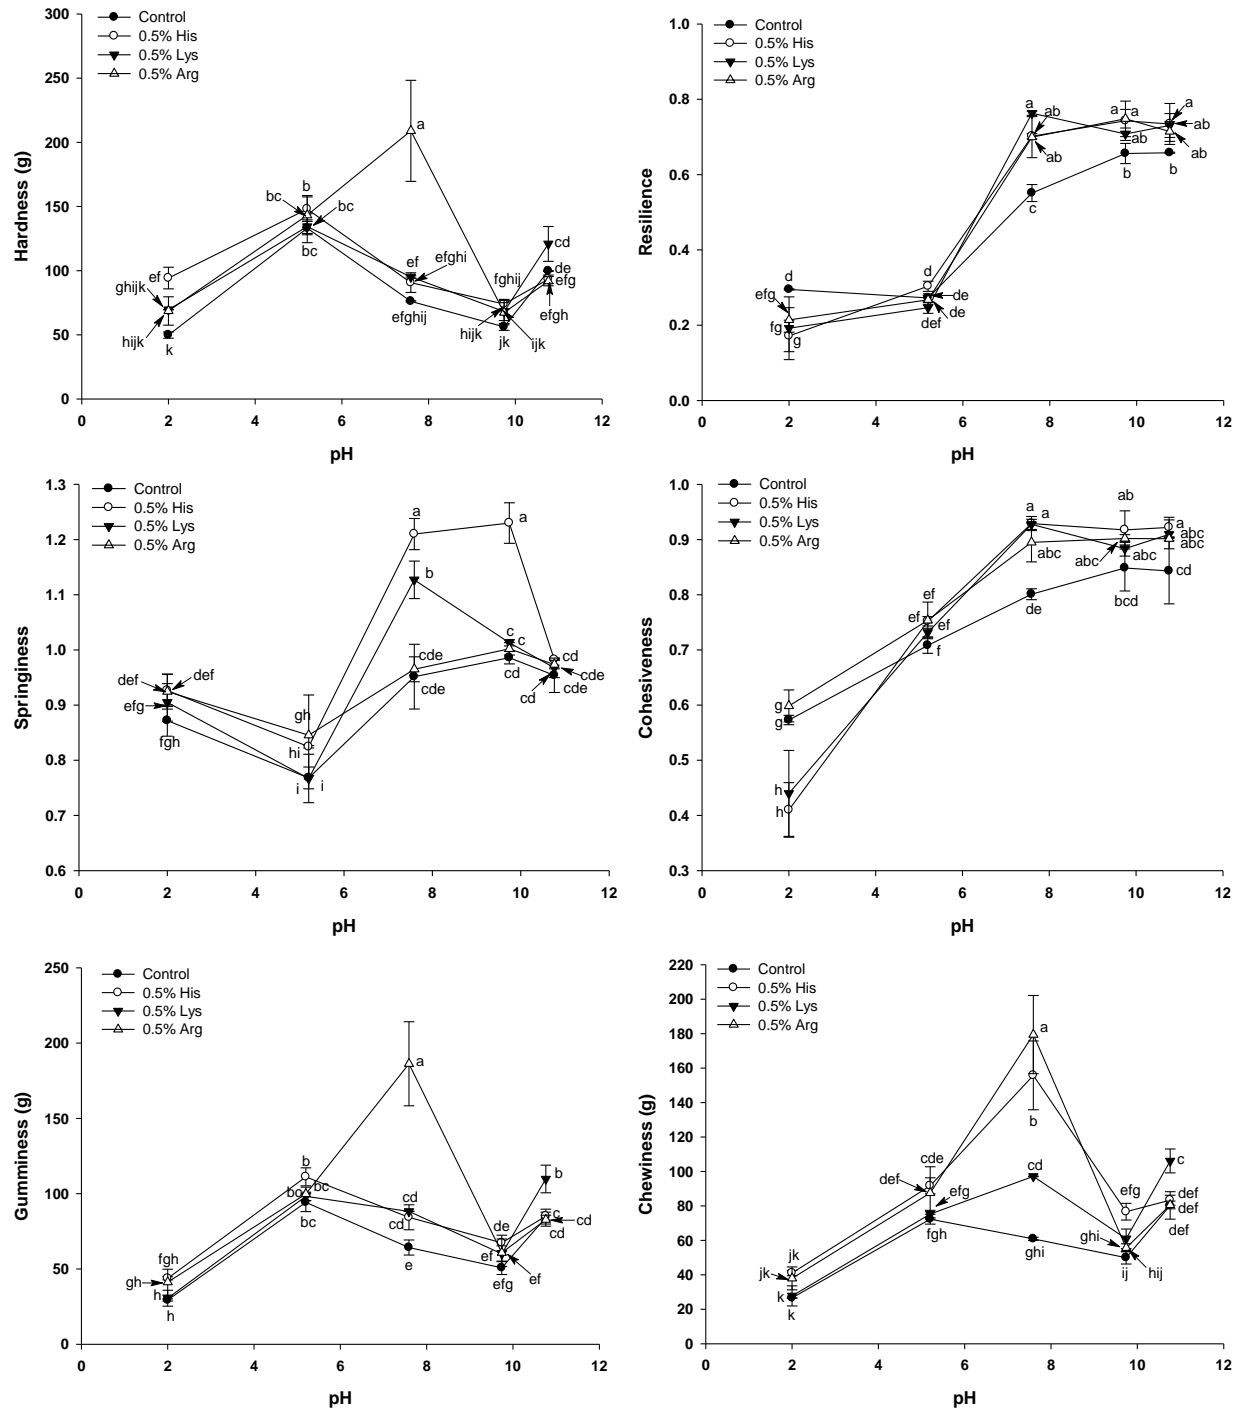 Hardness (g)
300
250
200
150
100
50
0
Control
0.5% His
0.5% Lys
0.5% Arg
ef
ghijk
hijk
k
b
bc
bc
bc
a
ef
efghi
efghij
fghij
hijk
jk
ijk
cd
de
efg
efgh
0 2 4 6 8 10 12
pH
Resilience
1.0
0.8
0.6
0.4
0.2
0.0
Control
0.5% His
0.5% Lys
0.5% Arg
d
efg
fg
g
d
de
de
def
a
ab
ab
c
a
a
ab
b
a
ab
ab
b
0 2 4 6 8 10 12
pH
Springiness
1.3
1.2
1.1
1.0
0.9
0.8
0.7
0.6
Control
0.5% His
0.5% Lys
0.5% Arg
def
def
efg
fgh
gh
hi
i
i
a
b
cde
cde
a
c
c
cd
cd
cde
cd
cde
0 2 4 6 8 10 12
pH
Cohesiveness
1.0
0.9
0.8
0.7
0.6
0.5
0.4
0.3
Control
0.5% His
0.5% Lys
0.5% Arg
g
g
h
h
ef
ef
ef
f
a
a
abc
de
ab
abc
abc
bcd
a
abc
abc
cd
0 2 4 6 8 10 12
pH
Gumminess (g)
250
200
150
100
50
0
Control
0.5% His
0.5% Lys
0.5% Arg
fgh
gh
h
h
b
bc
bc
bc
a
cd
cd
e
de
ef
ef
efg
b
c
cd
cd
0 2 4 6 8 10 12
pH
Chewiness (g)
220
200
180
160
140
120
100
80
60
40
20
0
Control
0.5% His
0.5% Lys
0.5% Arg
jk
jk
k
k
cde
def
efg
fgh
a
b
cd
ghi
efg
ghi
hij
ij
c
def
def
def
0 2 4 6 8 10 12
pH